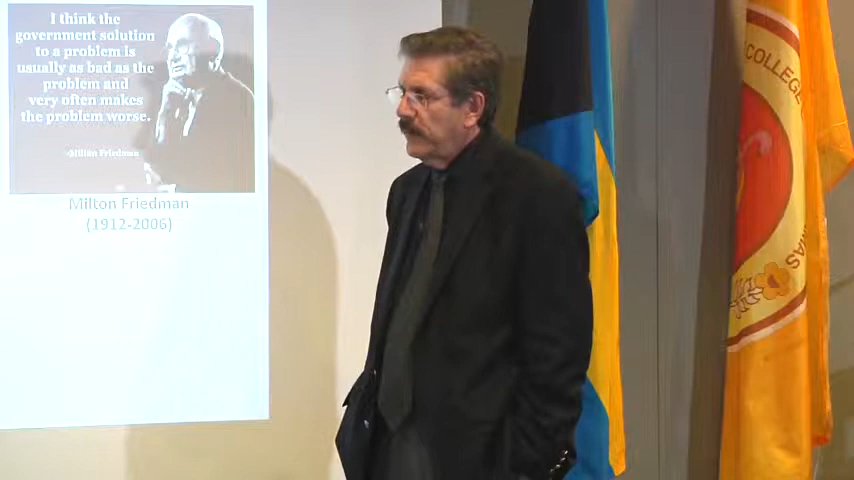 I think the
government solution
to a problem is
usually as bad as the
problem and
very often makes
the problem worse.
-Milton Friedman
Milton Friedman
(1912-2006)
COLLEGE
MAS